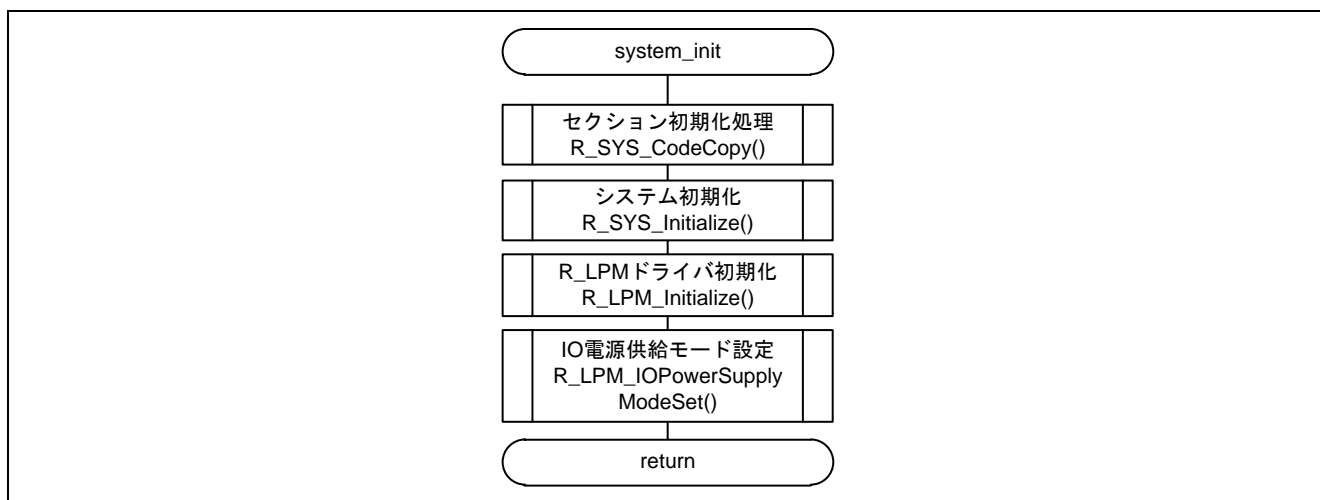 system_init
セクション初期化処理
R_SYS_CodeCopy()
システム初期化
R_SYS_Initialize()
R_LPMドライバ初期化
R_LPM_Initialize()
IO電源供給モード設定
R_LPM_IOPowerSupply
ModeSet()
return